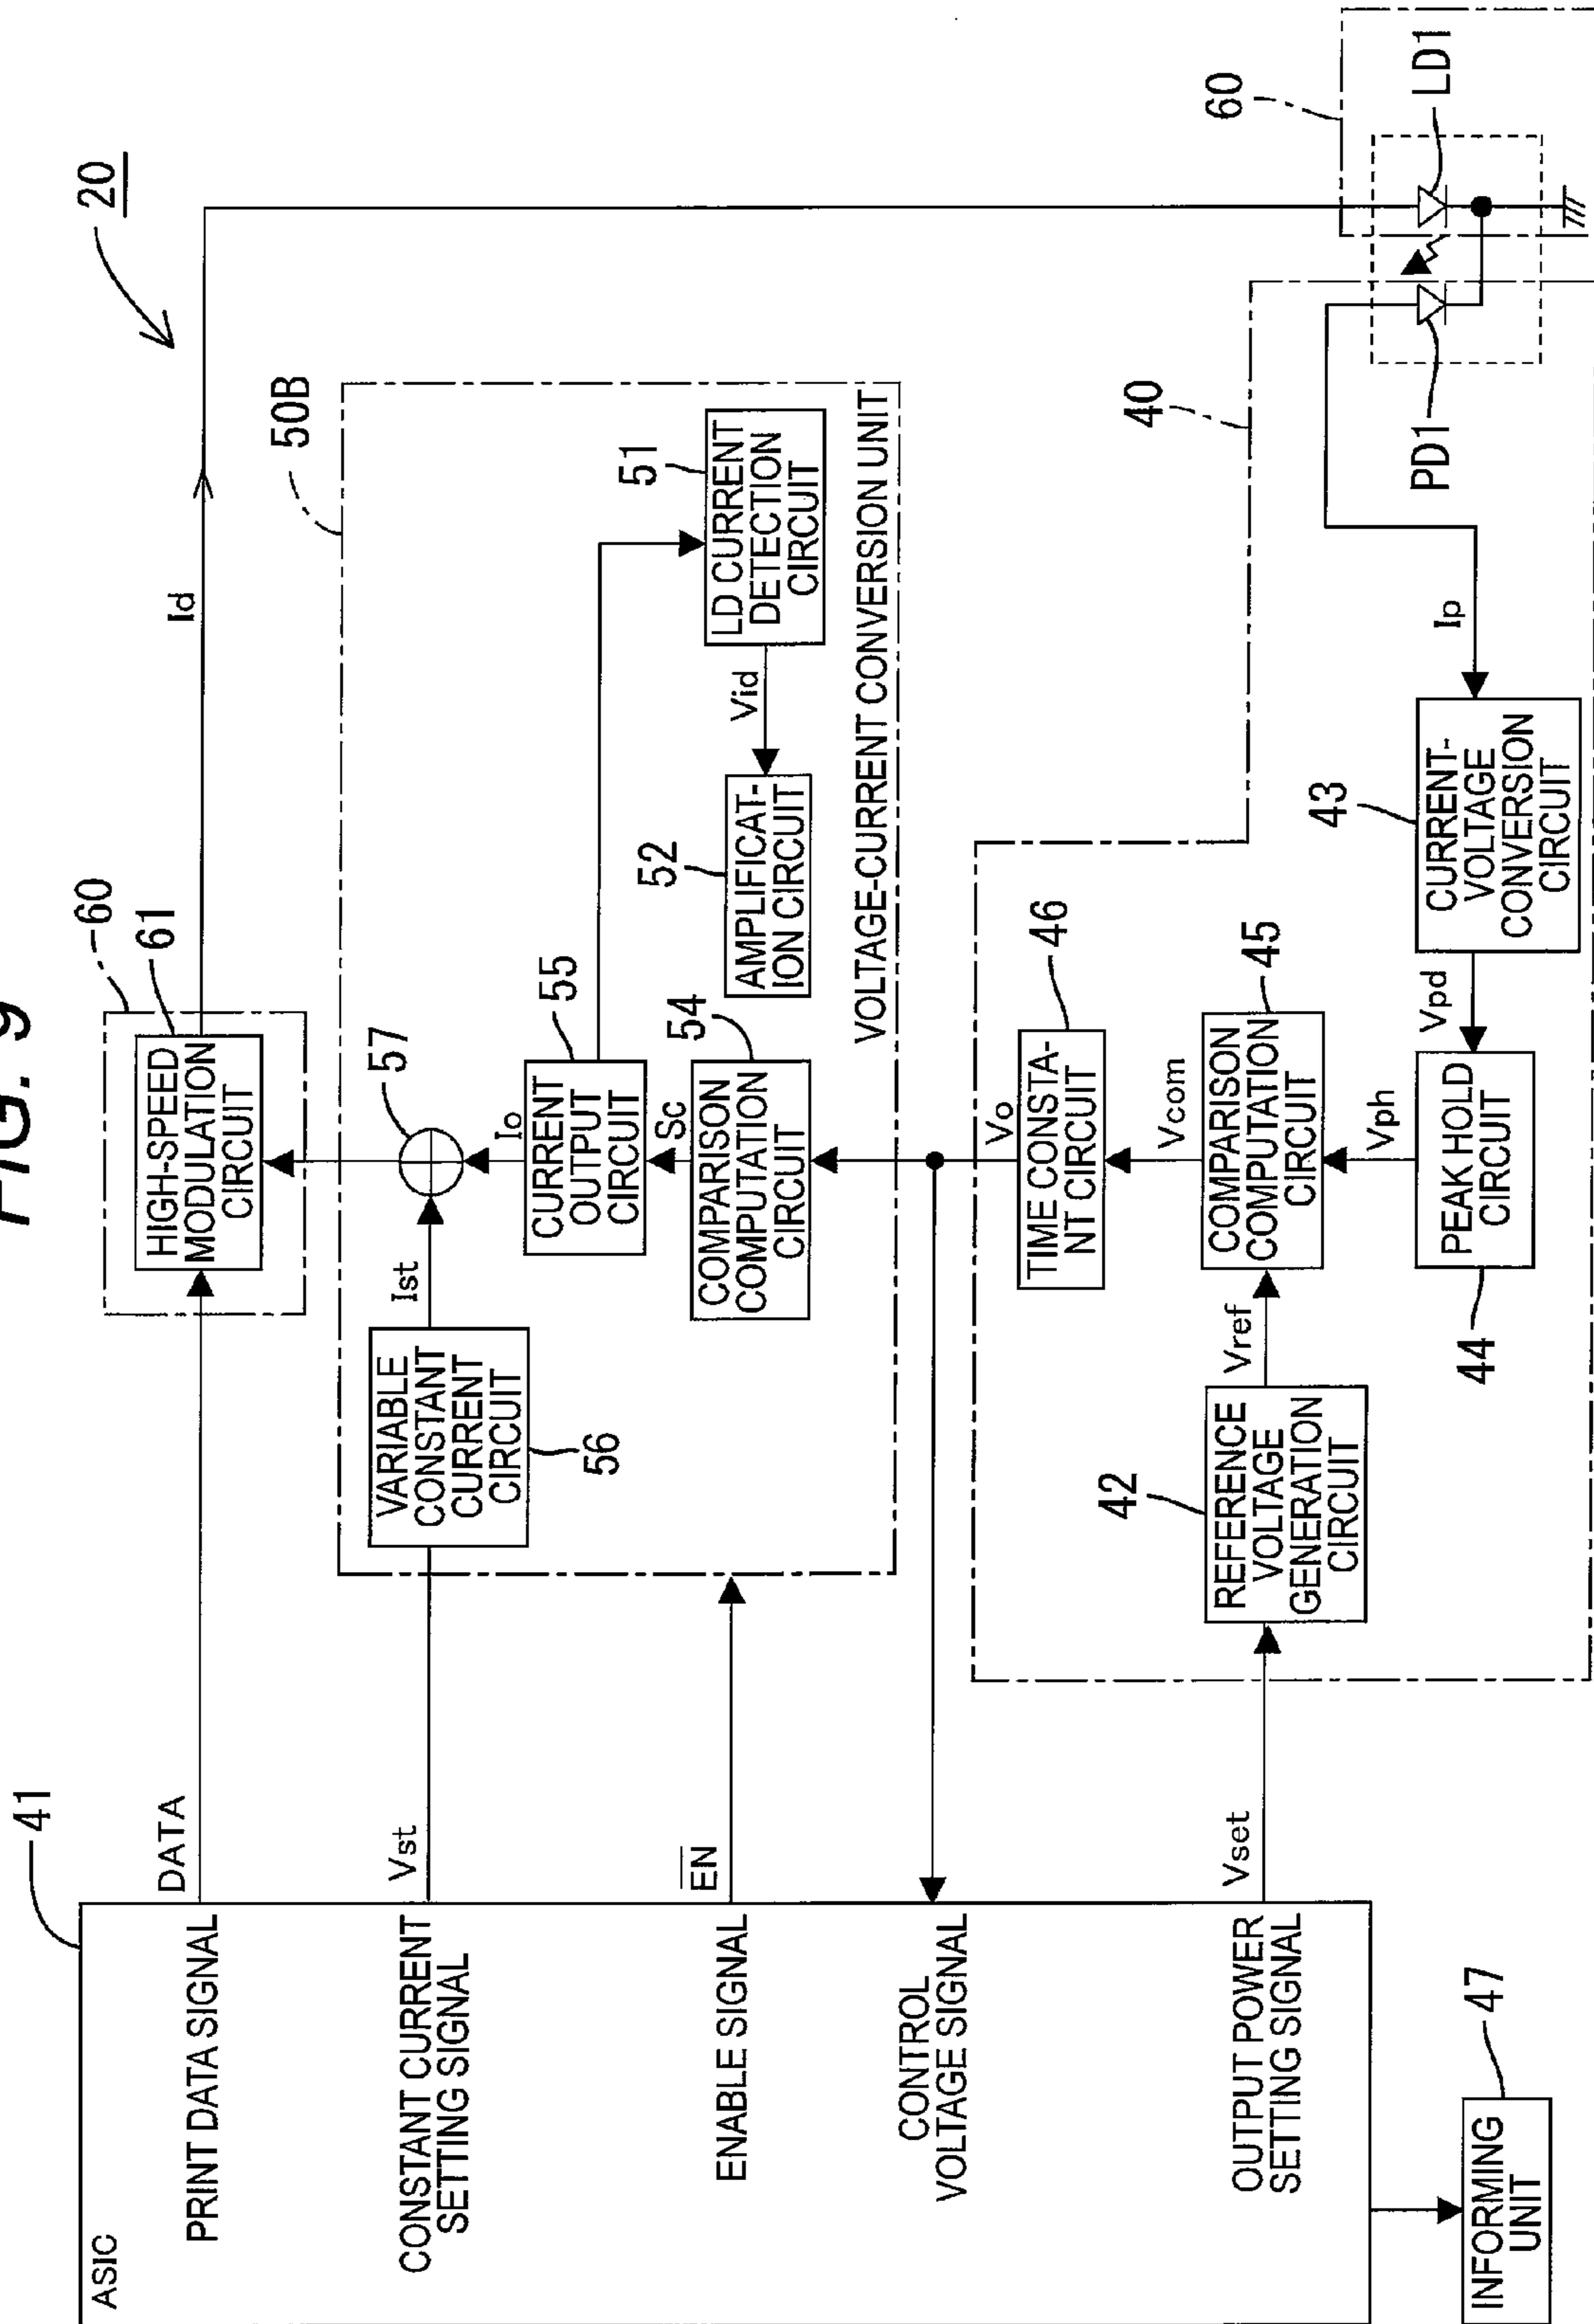 FIG. 9
20
41
ASIC
PRINT DATA SIGNAL
DATA
CONSTANT CURRENT
SETTING SIGNAL
Vst
ENABLE SIGNAL
EN
CONTROL
VOLTAGE SIGNAL
OUTPUT POWER
SETTING SIGNAL
Vset
INFORMING
UNIT
47
60
61
HIGH-SPEED
MODULATION
CIRCUIT
Id
50B
VARIABLE
CONSTANT
CURRENT
CIRCUIT
56
Ist
57
Io
CURRENT
OUTPUT
CIRCUIT
55
Sc
COMPARISON
COMPUTATION
CIRCUIT
54
AMPLIFICAT-
ION CIRCUIT
52
Vid
LD CURRENT
DETECTION
CIRCUIT
51
VOLTAGE-CURRENT CONVERSION UNIT
40
Vo
TIME CONSTA-
NT CIRCUIT
46
Vcom
COMPARISON
COMPUTATION
CIRCUIT
45
Vref
REFERENCE
VOLTAGE
GENERATION
CIRCUIT
42
Vph
PEAK HOLD
CIRCUIT
44
Vpd
CURRENT-
VOLTAGE
CONVERSION
CIRCUIT
43
Ip
PD1
LD1
60